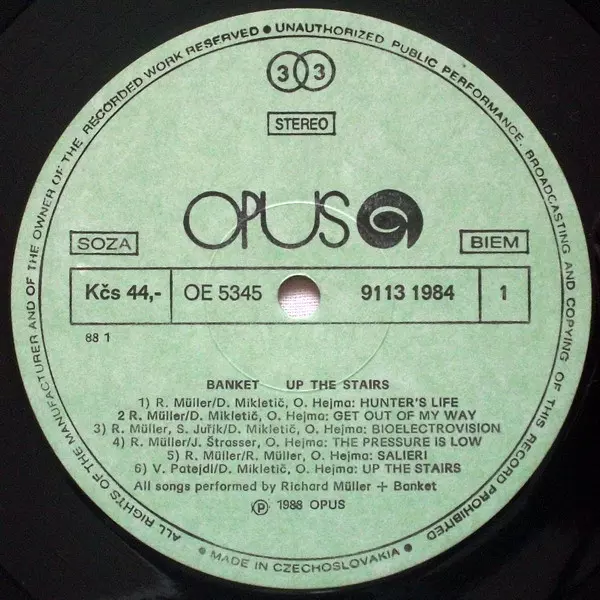 ALL RIGHTS OF THE MANUFACTURER AND OF THE OWNER OF THE RECORDED WORK RESERVED ● UNAUTHORIZED PUBLIC PERFORMANCE, BROADCASTING AND COPYING OF THIS RECORD PROHIBITED
● MADE IN CZECHOSLOVAKIA ●
33
STEREO
OPUS
SOZA
BIEM
Kčs 44,- OE 5345 9113 1984 1
88 1
BANKET UP THE STAIRS
1) R. Müller/D. Mikletič, O. Hejma: HUNTER'S LIFE
2 R. Müller/D. Mikletič, O. Hejma: GET OUT OF MY WAY
3) R. Müller, S. Juřik/D. Mikletič, O. Hejma: BIOELECTROVISION
4) R. Müller/J. Štrasser, O. Hejma: THE PRESSURE IS LOW
5) R. Müller/R. Müller, O. Hejma: SALIERI
6) V. Patejdl/D. Mikletič, O. Hejma: UP THE STAIRS
All songs performed by Richard Müller + Banket
Ⓟ 1988 OPUS